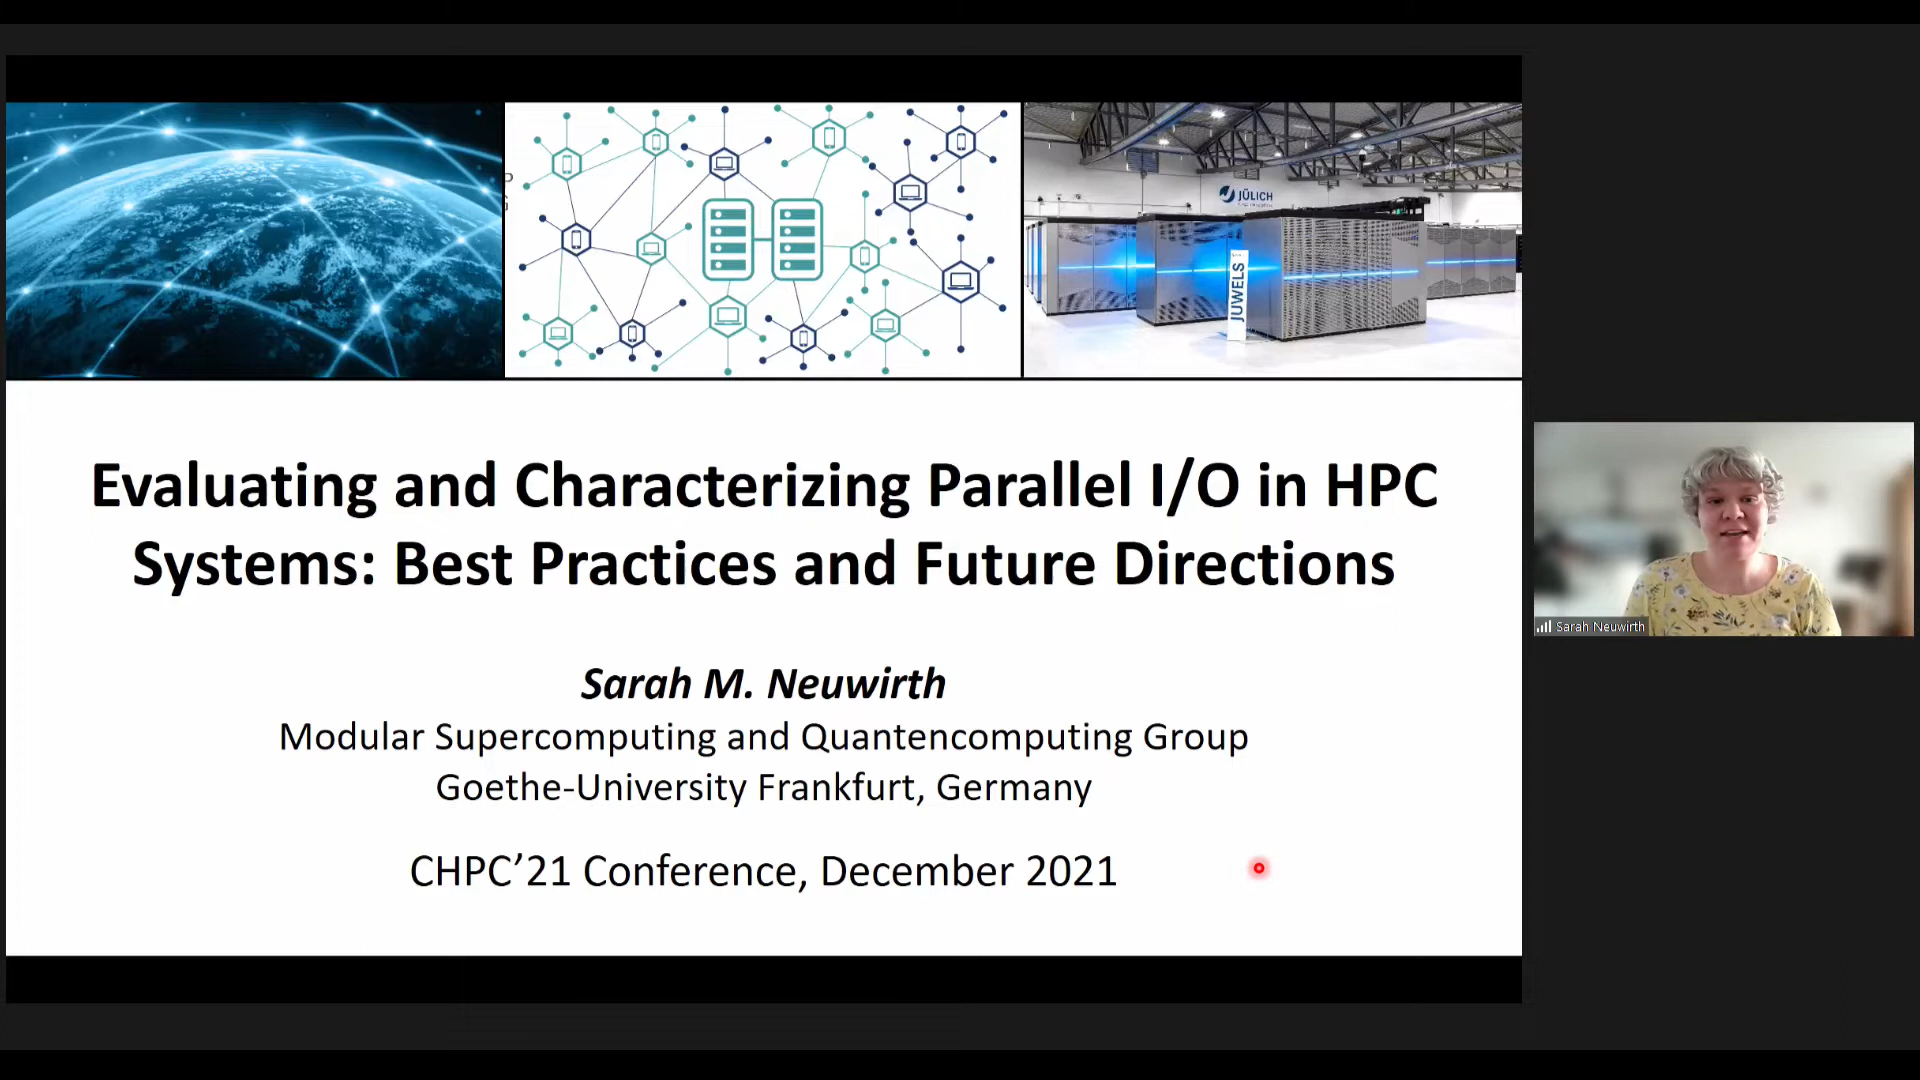 JÜLICH
JUWELS
Evaluating and Characterizing Parallel I/O in HPC
Systems: Best Practices and Future Directions
Sarah M. Neuwirth
Modular Supercomputing and Quantencomputing Group
Goethe-University Frankfurt, Germany
CHPC’21 Conference, December 2021
Sarah Neuwirth